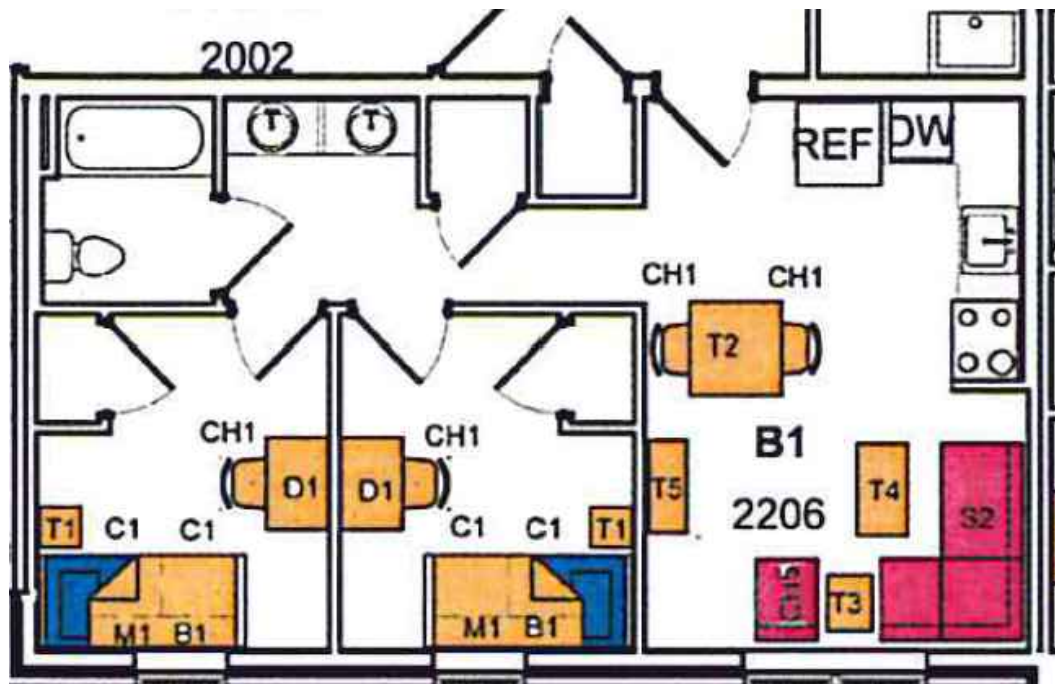 2002
T T
REF DW
CH1 CH1
T2
B1
CH1 CH1
D1 D1
T5 T4 S2
2206
T1 C1 C1 C1 C1 T1
CH15 T3
M1 B1 M1 B1